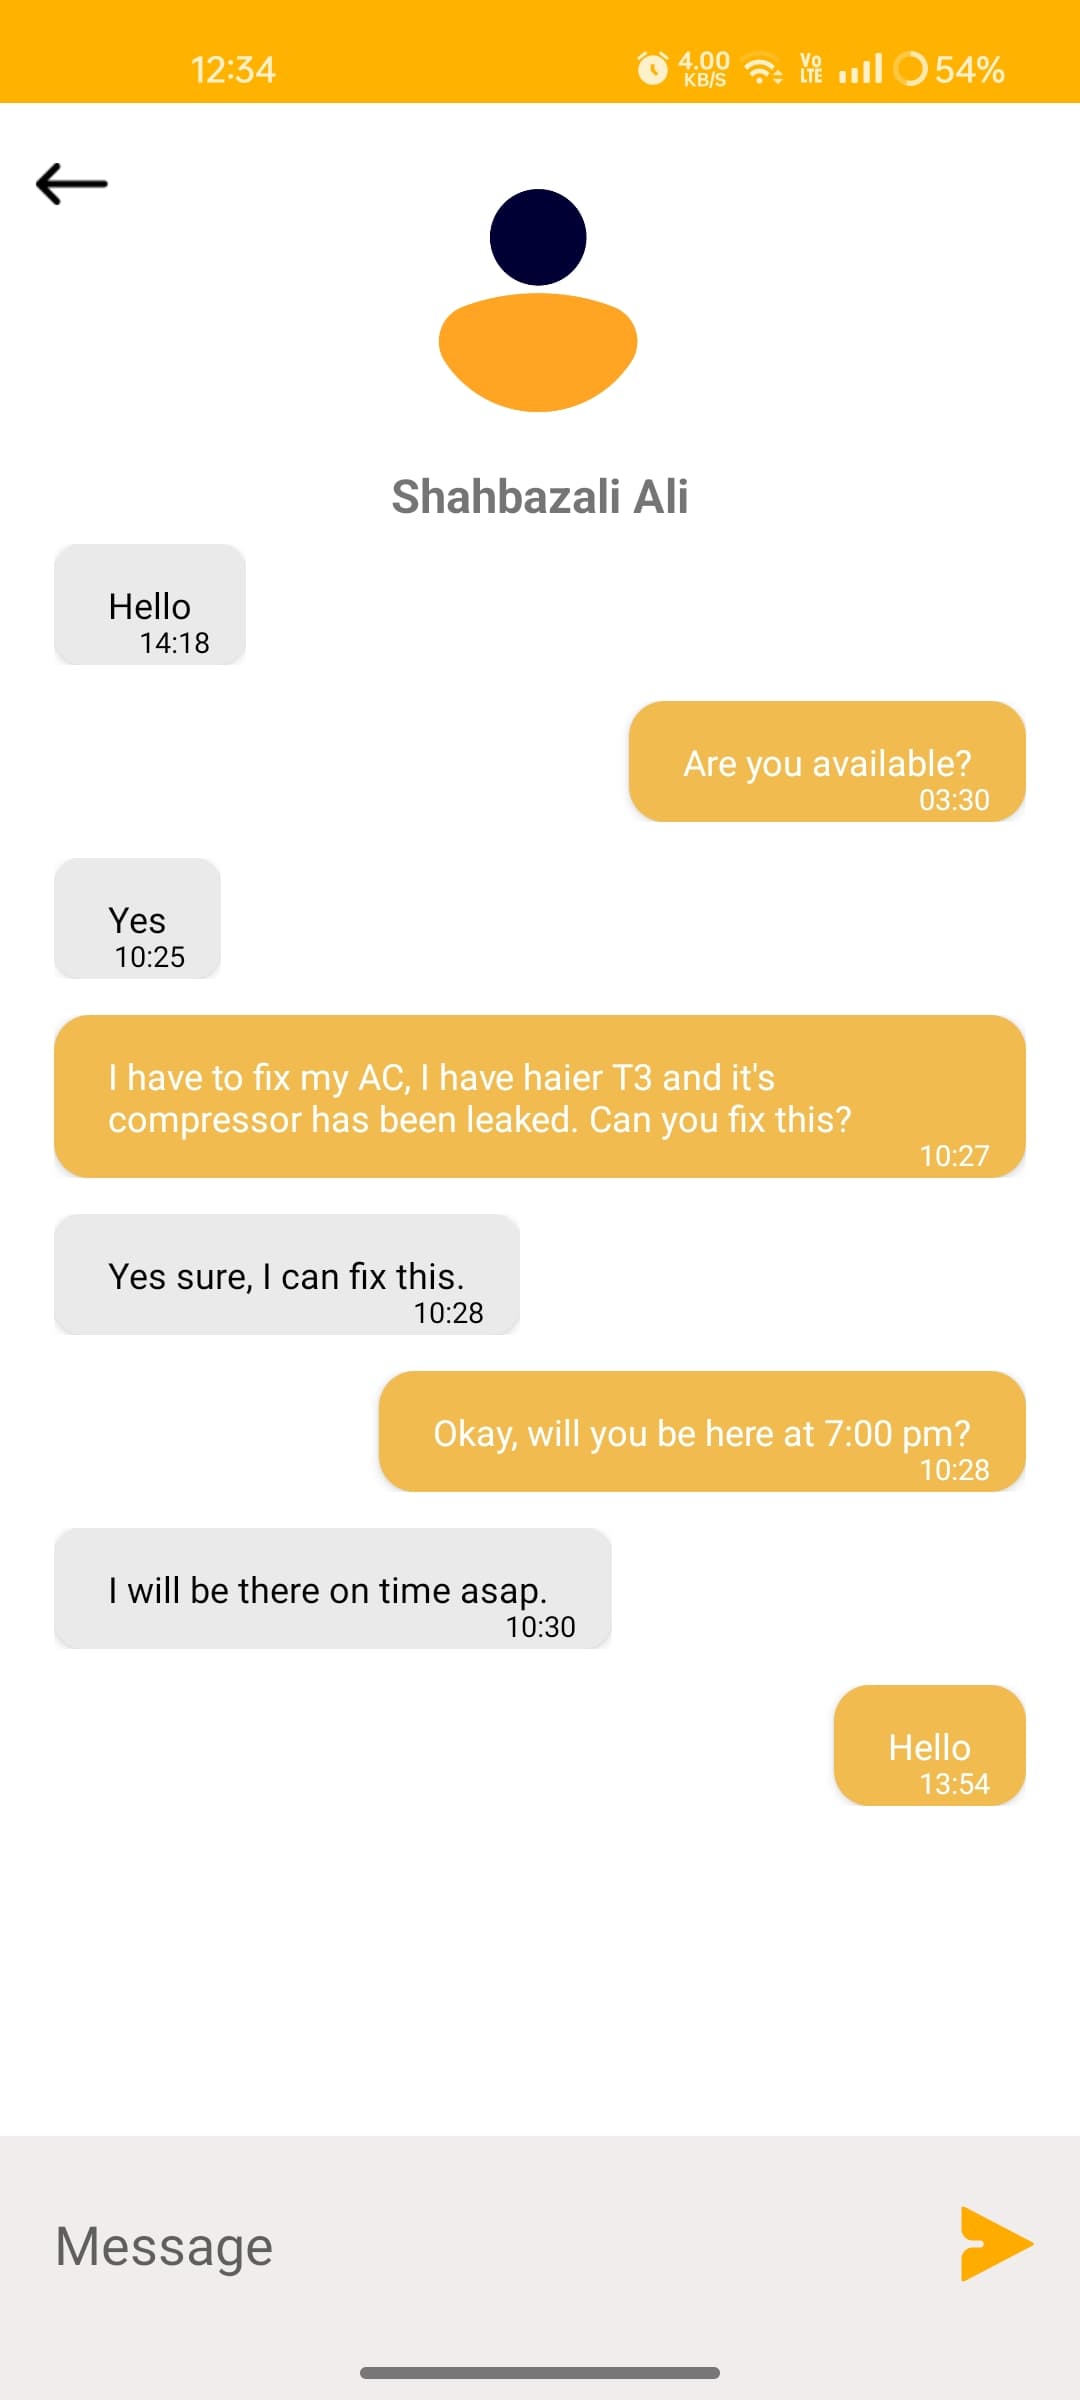 12:34
4.00
KB/S
Vo
LTE
54%
Shahbazali Ali
Hello
14:18
Are you available?
03:30
Yes
10:25
I have to fix my AC, I have haier T3 and it's
compressor has been leaked. Can you fix this?
10:27
Yes sure, I can fix this.
10:28
Okay, will you be here at 7:00 pm?
10:28
I will be there on time asap.
10:30
Hello
13:54
Message